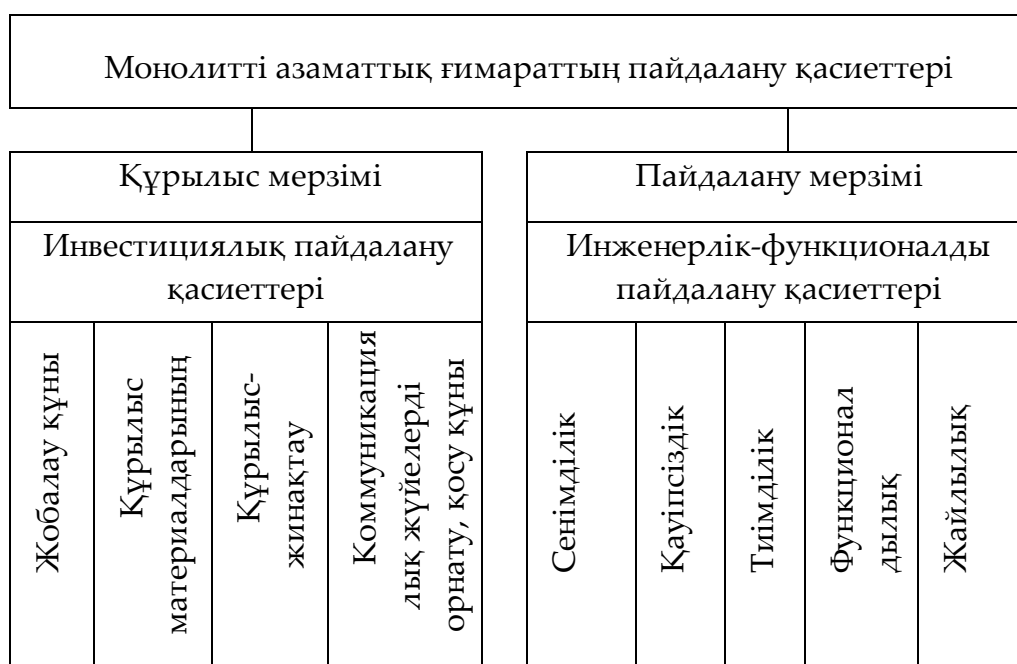 Монолитті азаматтық ғимараттың пайдалану қасиеттері
Құрылыс мерзімі
Инвестициялық пайдалану
қасиеттері
Жобалау құны
Құрылыс
материалдарының
Құрылыс-
жинақтау
Коммуникация
лық жүйелерді
орнату, қосу құны
Пайдалану мерзімі
Инженерлік-функционалды
пайдалану қасиеттері
Сенімділік
Қауіпсіздік
Тиімділік
Функционал
дылық
Жайлылық